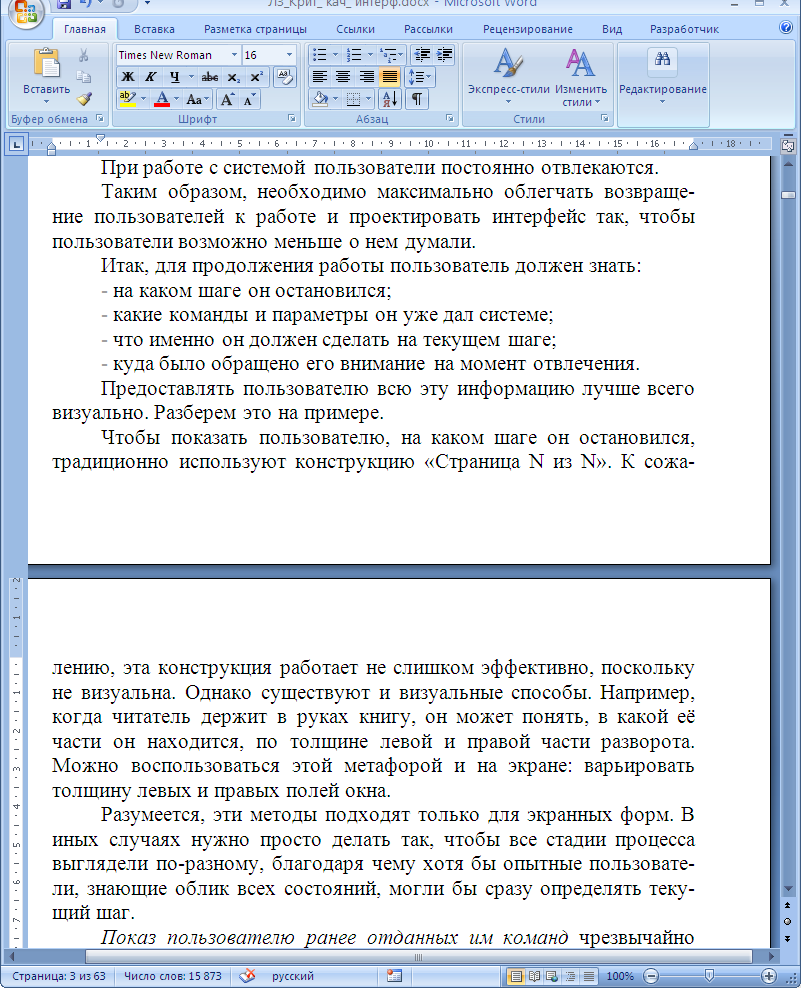 Л3_Крит_ кач_ интерф.docx - Microsoft Word
Главная Вставка Разметка страницы Ссылки Рассылки Рецензирование Вид Разработчик
Times New Roman 16
Вставить Экспресс-стили Изменить стили Редактирование
Ж К Ч abc x₂ x² Aa
Буфер обмена Шрифт Абзац Стили
При работе с системой пользователи постоянно отвлекаются.
Таким образом, необходимо максимально облегчать возвраще-
ние пользователей к работе и проектировать интерфейс так, чтобы
пользователи возможно меньше о нем думали.
Итак, для продолжения работы пользователь должен знать:
- на каком шаге он остановился;
- какие команды и параметры он уже дал системе;
- что именно он должен сделать на текущем шаге;
- куда было обращено его внимание на момент отвлечения.
Предоставлять пользователю всю эту информацию лучше всего
визуально. Разберем это на примере.
Чтобы показать пользователю, на каком шаге он остановился,
традиционно используют конструкцию «Страница N из N». К сожа-
лению, эта конструкция работает не слишком эффективно, поскольку
не визуальна. Однако существуют и визуальные способы. Например,
когда читатель держит в руках книгу, он может понять, в какой её
части он находится, по толщине левой и правой части разворота.
Можно воспользоваться этой метафорой и на экране: варьировать
толщину левых и правых полей окна.
Разумеется, эти методы подходят только для экранных форм. В
иных случаях нужно просто делать так, чтобы все стадии процесса
выглядели по-разному, благодаря чему хотя бы опытные пользовате-
ли, знающие облик всех состояний, могли бы сразу определять теку-
щий шаг.
Показ пользователю ранее отданных им команд чрезвычайно
Страница: 3 из 63 Число слов: 15 873 русский 100%